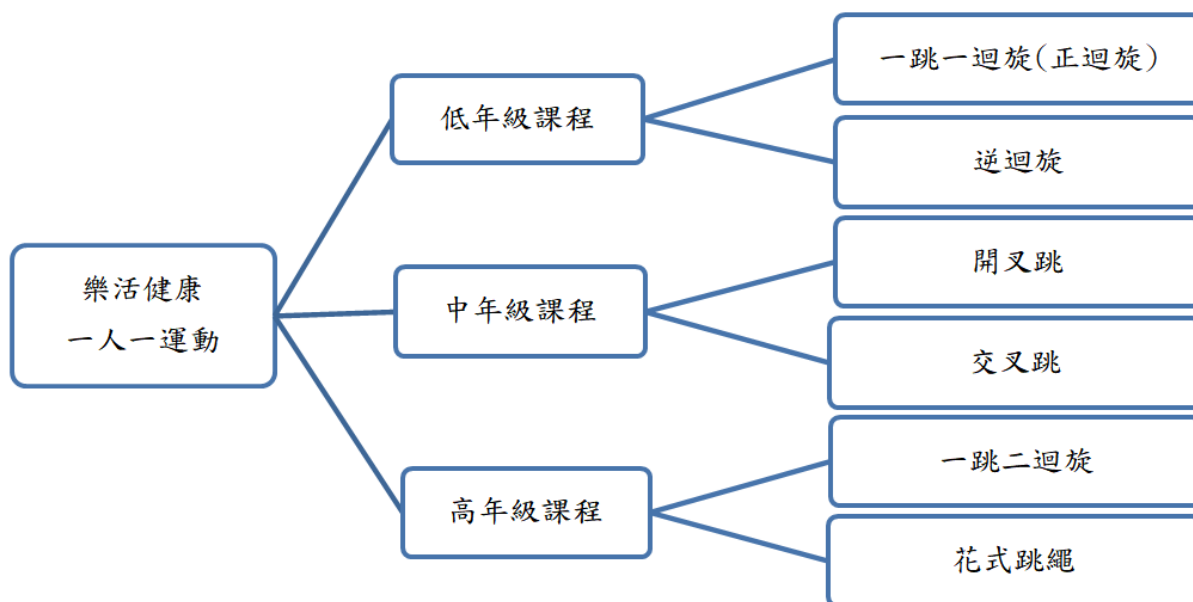 樂活健康
一人一運動
低年級課程
一跳一迴旋(正迴旋)
逆迴旋
中年級課程
開叉跳
交叉跳
高年級課程
一跳二迴旋
花式跳繩